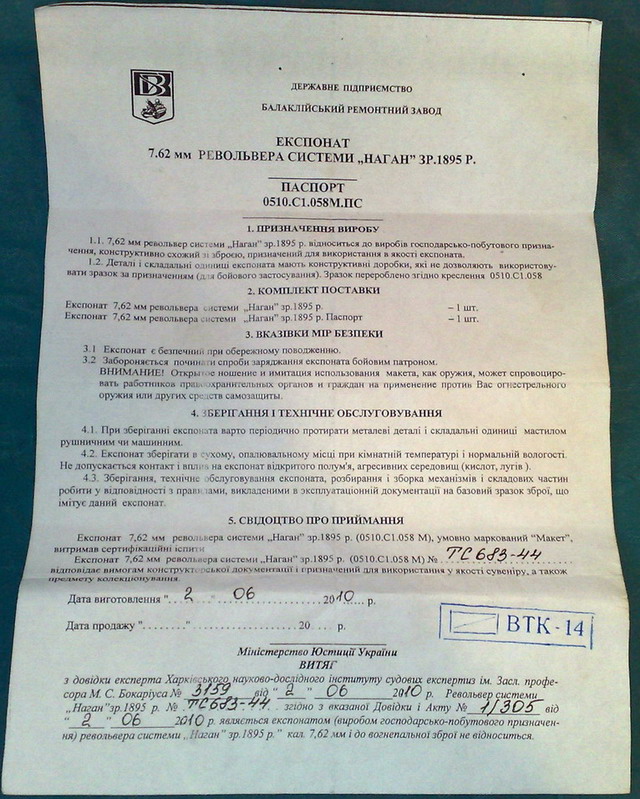 ДЕРЖАВНЕ ПІДПРИЄМСТВО
БАЛАКЛІЙСЬКИЙ РЕМОНТНИЙ ЗАВОД
ЕКСПОНАТ
7.62 мм РЕВОЛЬВЕРА СИСТЕМИ „НАГАН” ЗР.1895 Р.
ПАСПОРТ
0510.С1.058М.ПС
1. ПРИЗНАЧЕННЯ ВИРОБУ
1.1. 7,62 мм револьвер системи „Наган” зр.1895 р. відноситься до виробів господарсько-побутового призна-
чення, конструктивно схожий зі зброєю, призначений для використання в якості експоната.
1.2. Деталі і складальні одиниці експоната мають конструктивні доробки, які не дозволяють використову-
вати зразок за призначенням (для бойового застосування). Зразок перероблено згідно креслення 0510.С1.058
2. КОМПЛЕКТ ПОСТАВКИ
Експонат 7,62 мм револьвера системи „Наган” зр.1895 р. – 1 шт.
Експонат 7,62 мм револьвера системи „Наган” зр.1895 р. Паспорт – 1 шт.
3. ВКАЗІВКИ МІР БЕЗПЕКИ
3.1 Експонат є безпечний при обережному поводженню.
3.2 Забороняється починати спроби заряджання експоната бойовим патроном.
ВНИМАНИЕ! Открытое ношение и имитация использования макета, как оружия, может спровоциро-
вать работников правоохранительных органов и граждан на применение против Вас огнестрельного
оружия или других средств самозащиты.
4. ЗБЕРІГАННЯ І ТЕХНІЧНЕ ОБСЛУГОВУВАННЯ
4.1. При зберіганні експоната варто періодично протирати металеві деталі і складальні одиниці мастилом
рушничним чи машинним.
4.2. Експонат зберігати в сухому, опалювальному місці при кімнатній температурі і нормальній вологості.
Не допускається контакт і вплив на експонат відкритого полум'я, агресивних середовищ (кислот, лугів ).
4.3. Зберігання, технічне обслуговування експоната, розбирання і зборка механізмів і складових частин
робити у відповідності з правилами, викладеними в эксплуатаційній документації на базовий зразок зброї, що
імітує даний експонат.
5. СВІДОЦТВО ПРО ПРИЙМАННЯ
Експонат 7,62 мм револьвера системи „Наган” зр.1895 р. (0510.С1.058 М), умовно маркований “Макет”,
витримав сертифікаційні іспити
Експонат 7,62 мм револьвера системи „Наган” зр.1895 р. (0510.С1.058 М) № ТС683-44
відповідає вимогам конструкторської документації і призначений для використання у якості сувеніру, а також
предмету колекціонування.
Дата виготовлення "2" 06 2010 р.
Дата продажу "........" ........................ 20..... р.
ВТК - 14
Міністерство Юстиції України
ВИТЯГ
з довідки експерта Харківського науково-дослідного інституту судових експертиз ім. Засл. профе-
сора М. С. Бокаріуса № 3159 від " 2 " 06 2010 р. Револьвер системи
„Наган”зр.1895 р. № ТС683-44 згідно з вказаної Довідки і Акту № 1/305 від
" 2 " 06 2010 р. являється експонатом (виробом господарсько-побутового призначен-
ня) револьвера системи „Наган” зр.1895 р.” кал. 7,62 мм і до вогнепальної зброї не відноситься.